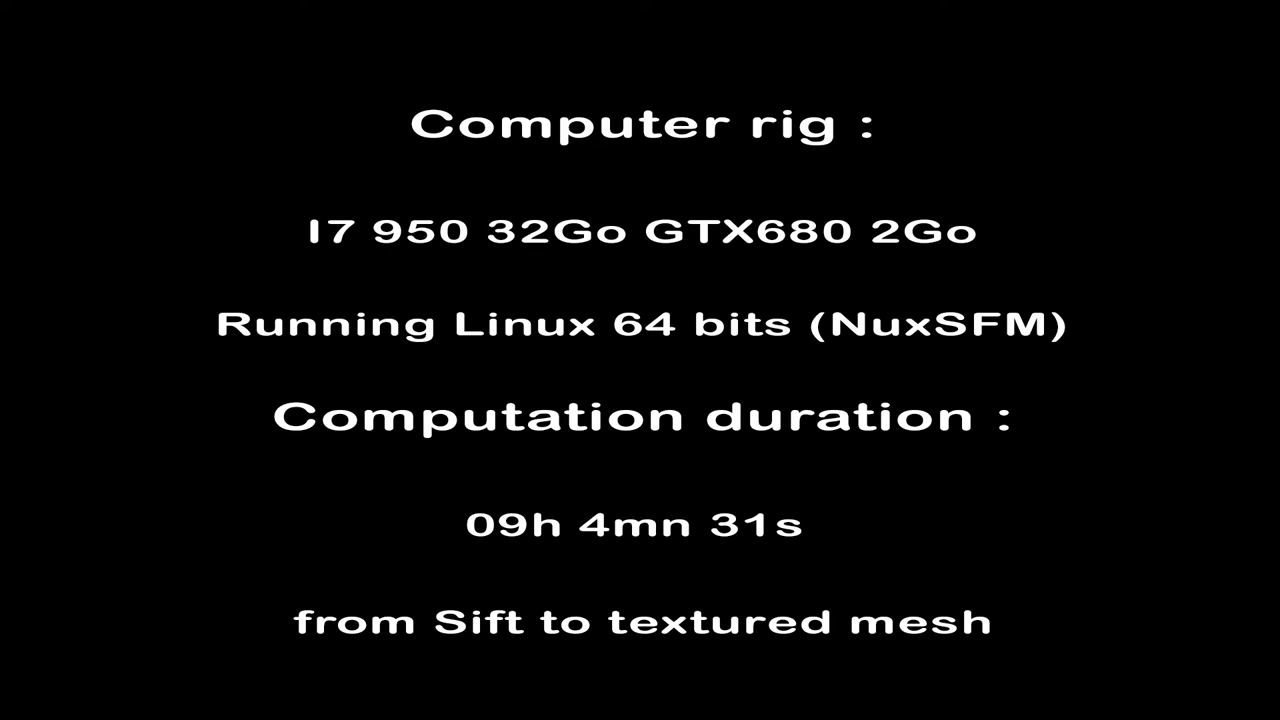 Computer rig :
I7 950 32Go GTX680 2Go
Running Linux 64 bits (NuxSFM)
Computation duration :
09h 4mn 31s
from Sift to textured mesh